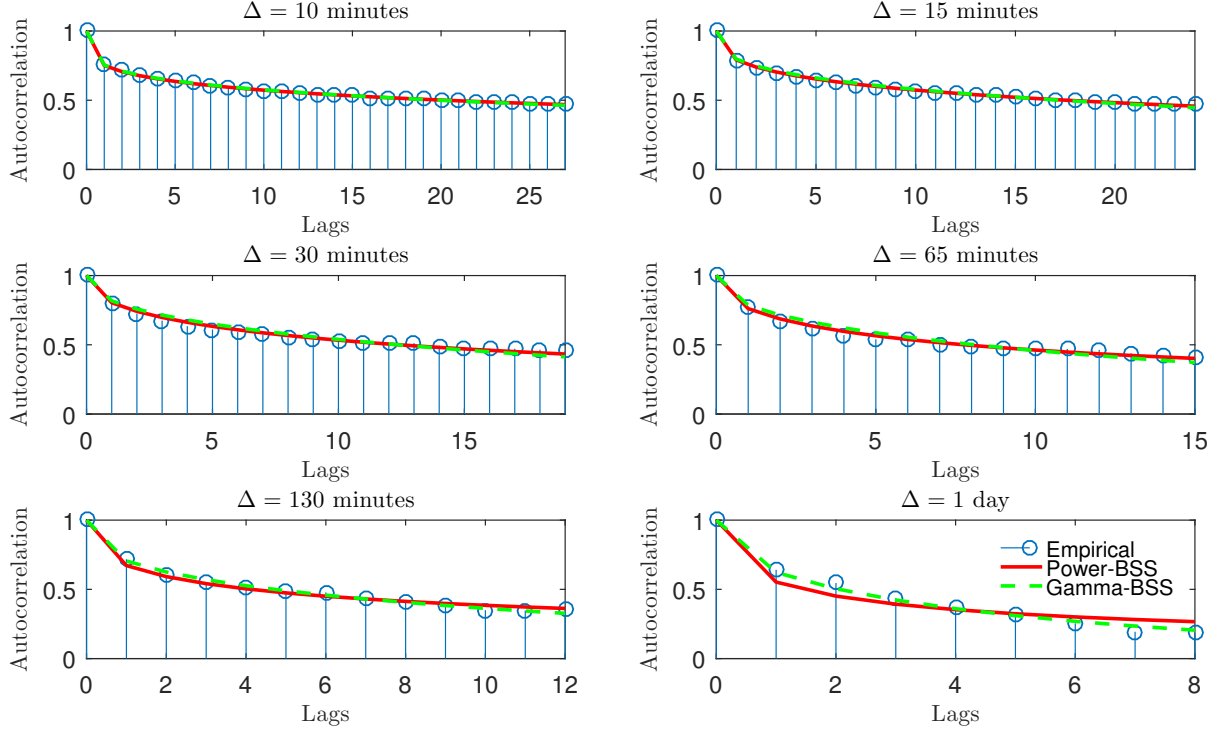 Δ = 10 minutes
Autocorrelation
1
0.5
0
0 5 10 15 20 25
Lags
Δ = 15 minutes
Autocorrelation
1
0.5
0
0 5 10 15 20
Lags
Δ = 30 minutes
Autocorrelation
1
0.5
0
0 5 10 15
Lags
Δ = 65 minutes
Autocorrelation
1
0.5
0
0 5 10 15
Lags
Δ = 130 minutes
Autocorrelation
1
0.5
0
0 2 4 6 8 10 12
Lags
Δ = 1 day
Autocorrelation
1
0.5
0
0 2 4 6 8
Lags
Empirical
Power-BSS
Gamma-BSS